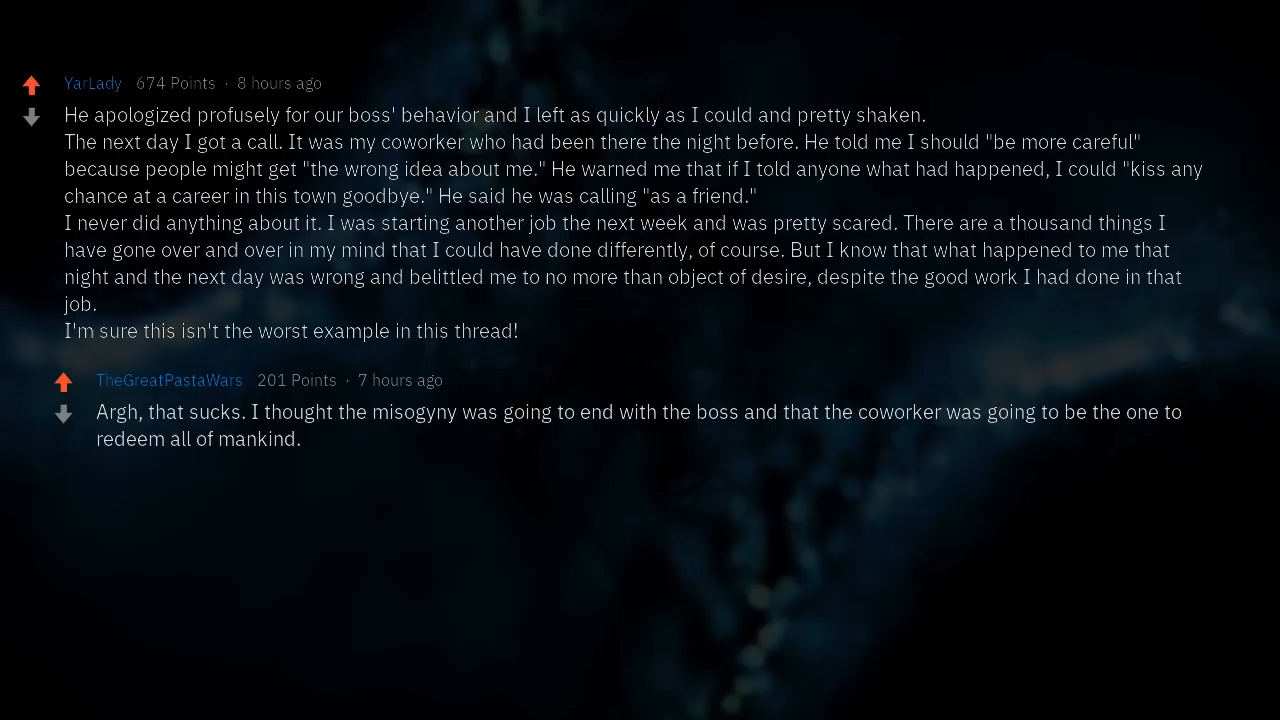 YarLady 674 Points · 8 hours ago
He apologized profusely for our boss' behavior and I left as quickly as I could and pretty shaken.
The next day I got a call. It was my coworker who had been there the night before. He told me I should "be more careful"
because people might get "the wrong idea about me." He warned me that if I told anyone what had happened, I could "kiss any
chance at a career in this town goodbye." He said he was calling "as a friend."
I never did anything about it. I was starting another job the next week and was pretty scared. There are a thousand things I
have gone over and over in my mind that I could have done differently, of course. But I know that what happened to me that
night and the next day was wrong and belittled me to no more than object of desire, despite the good work I had done in that
job.
I'm sure this isn't the worst example in this thread!
TheGreatPastaWars 201 Points · 7 hours ago
Argh, that sucks. I thought the misogyny was going to end with the boss and that the coworker was going to be the one to
redeem all of mankind.